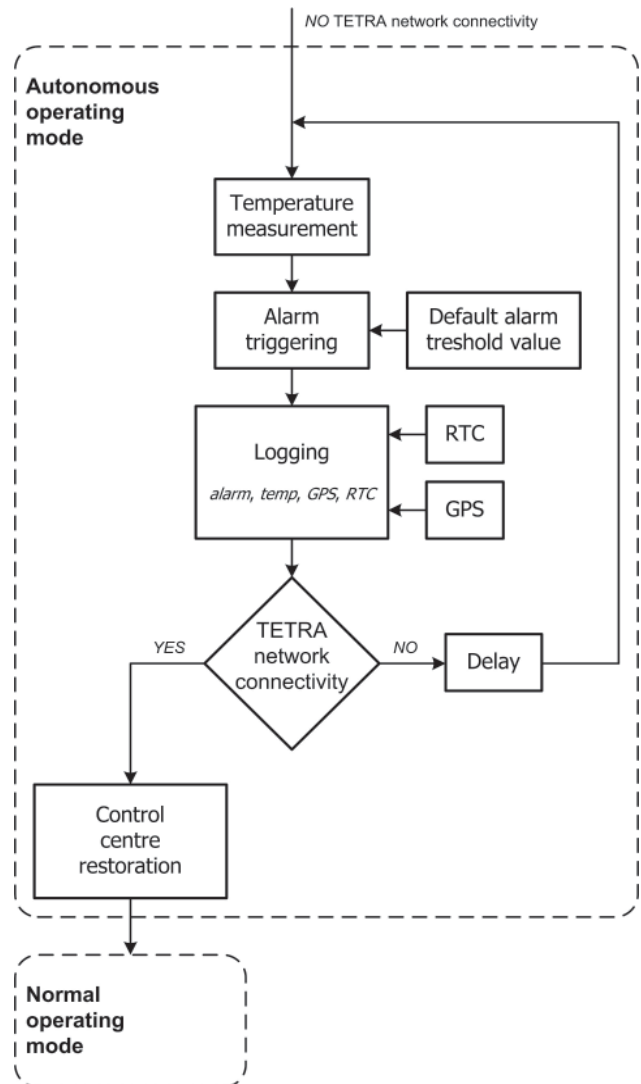 NO TETRA network connectivity
Autonomous
operating
mode
Temperature
measurement
Alarm
triggering
Default alarm
treshold value
Logging
alarm, temp, GPS, RTC
RTC
GPS
YES
TETRA
network
connectivity
NO
Delay
Control
centre
restoration
Normal
operating
mode